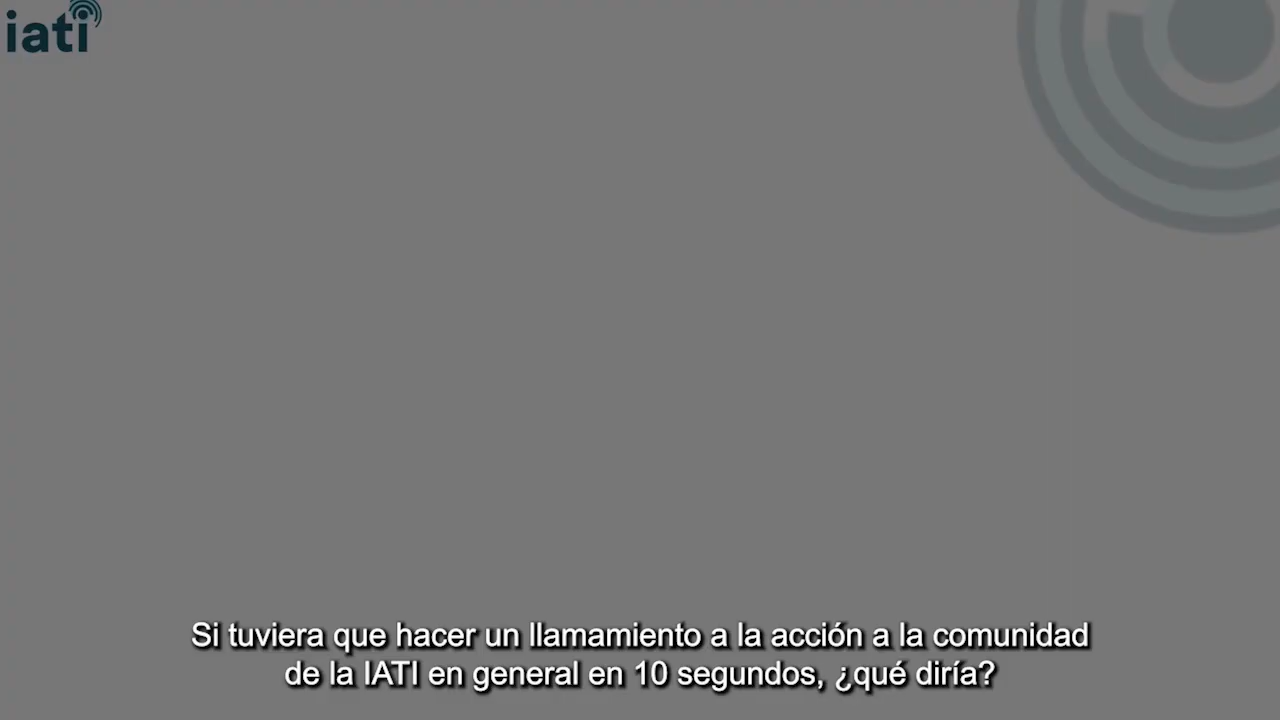 iati
Si tuviera que hacer un llamamiento a la acción a la comunidad
de la IATI en general en 10 segundos, ¿qué diría?